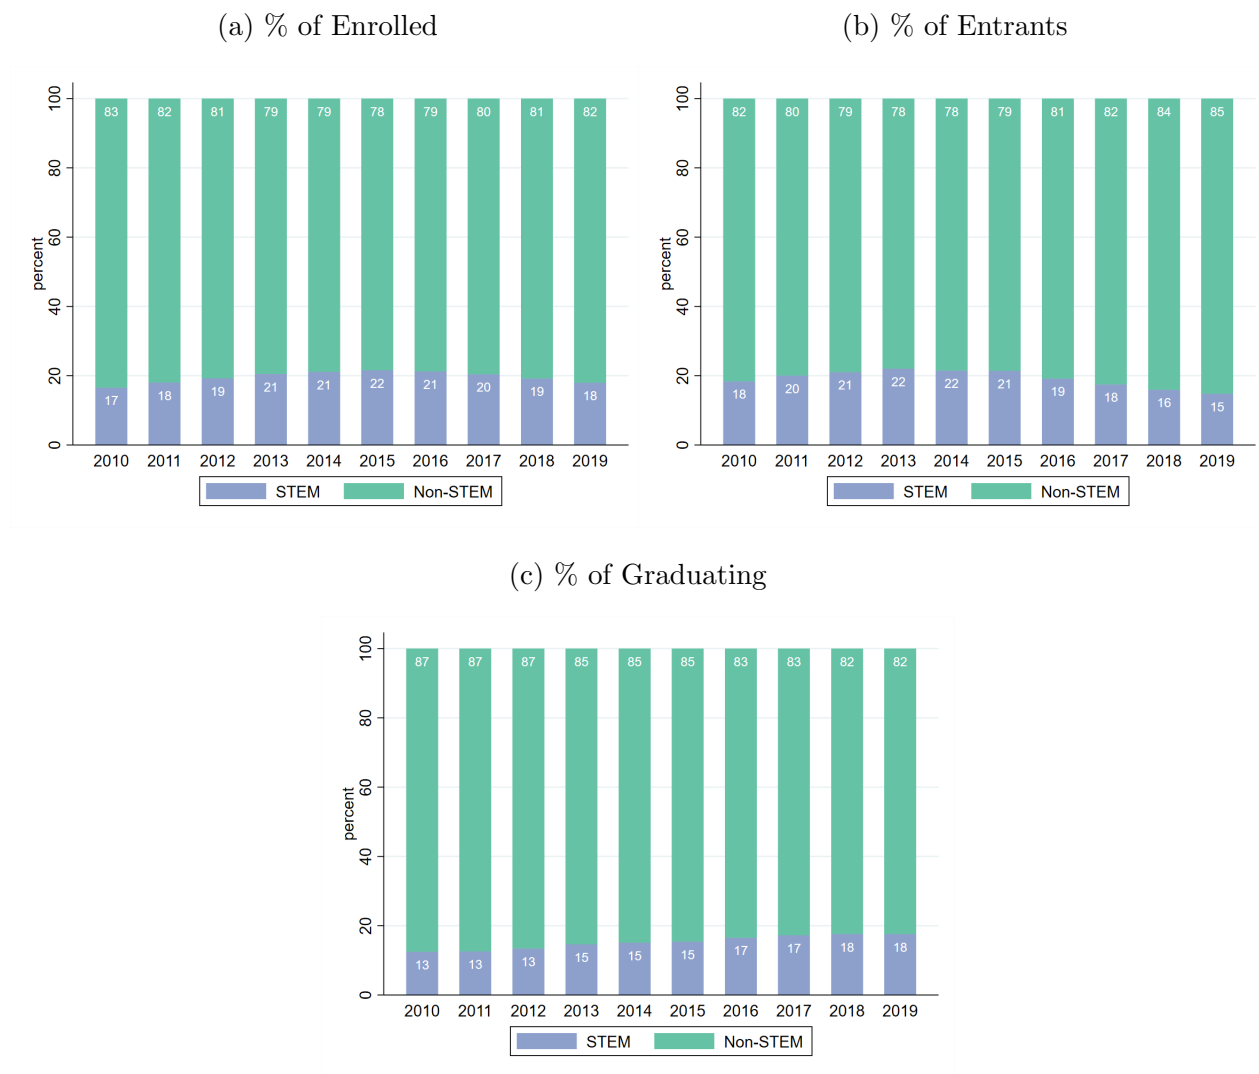 (a) % of Enrolled
percent
100
80
60
40
20
0
83 82 81 79 79 78 79 80 81 82
17 18 19 21 21 22 21 20 19 18
2010 2011 2012 2013 2014 2015 2016 2017 2018 2019
STEM Non-STEM
(b) % of Entrants
percent
100
80
60
40
20
0
82 80 79 78 78 79 81 82 84 85
18 20 21 22 22 21 19 18 16 15
2010 2011 2012 2013 2014 2015 2016 2017 2018 2019
STEM Non-STEM
(c) % of Graduating
percent
100
80
60
40
20
0
87 87 87 85 85 85 83 83 82 82
13 13 13 15 15 15 17 17 18 18
2010 2011 2012 2013 2014 2015 2016 2017 2018 2019
STEM Non-STEM